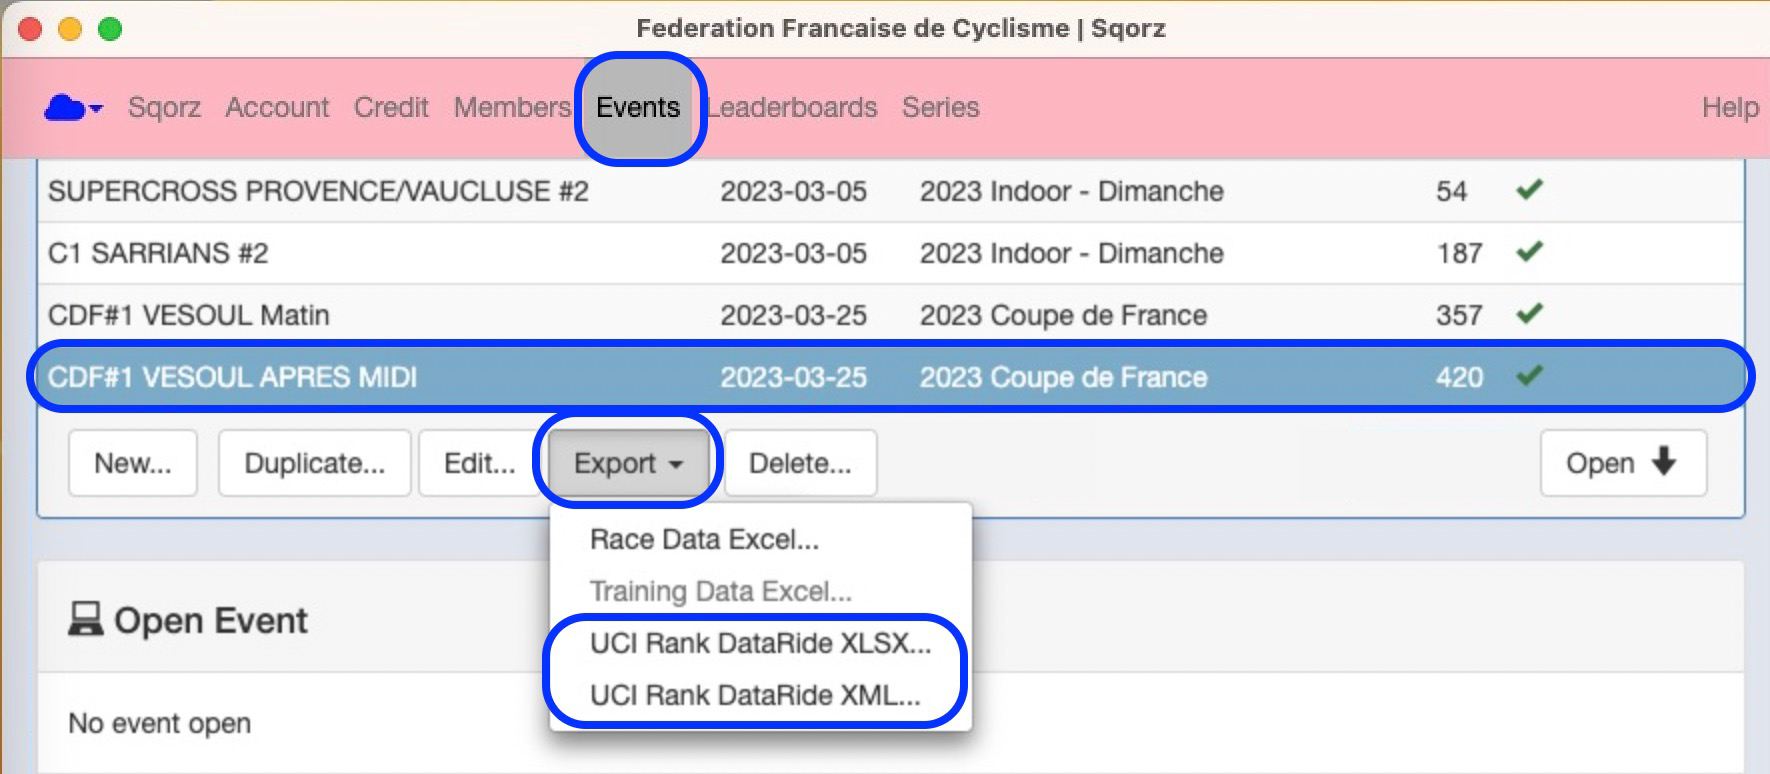 Federation Francaise de Cyclisme | Sqorz
Sqorz Account Credit Members Events Leaderboards Series Help
SUPERCROSS PROVENCE/VAUCLUSE #2 2023-03-05 2023 Indoor - Dimanche 54
C1 SARRIANS #2 2023-03-05 2023 Indoor - Dimanche 187
CDF#1 VESOUL Matin 2023-03-25 2023 Coupe de France 357
CDF#1 VESOUL APRES MIDI 2023-03-25 2023 Coupe de France 420
New... Duplicate... Edit... Export Delete... Open
Race Data Excel...
Training Data Excel...
UCI Rank DataRide XLSX...
UCI Rank DataRide XML...
Open Event
No event open